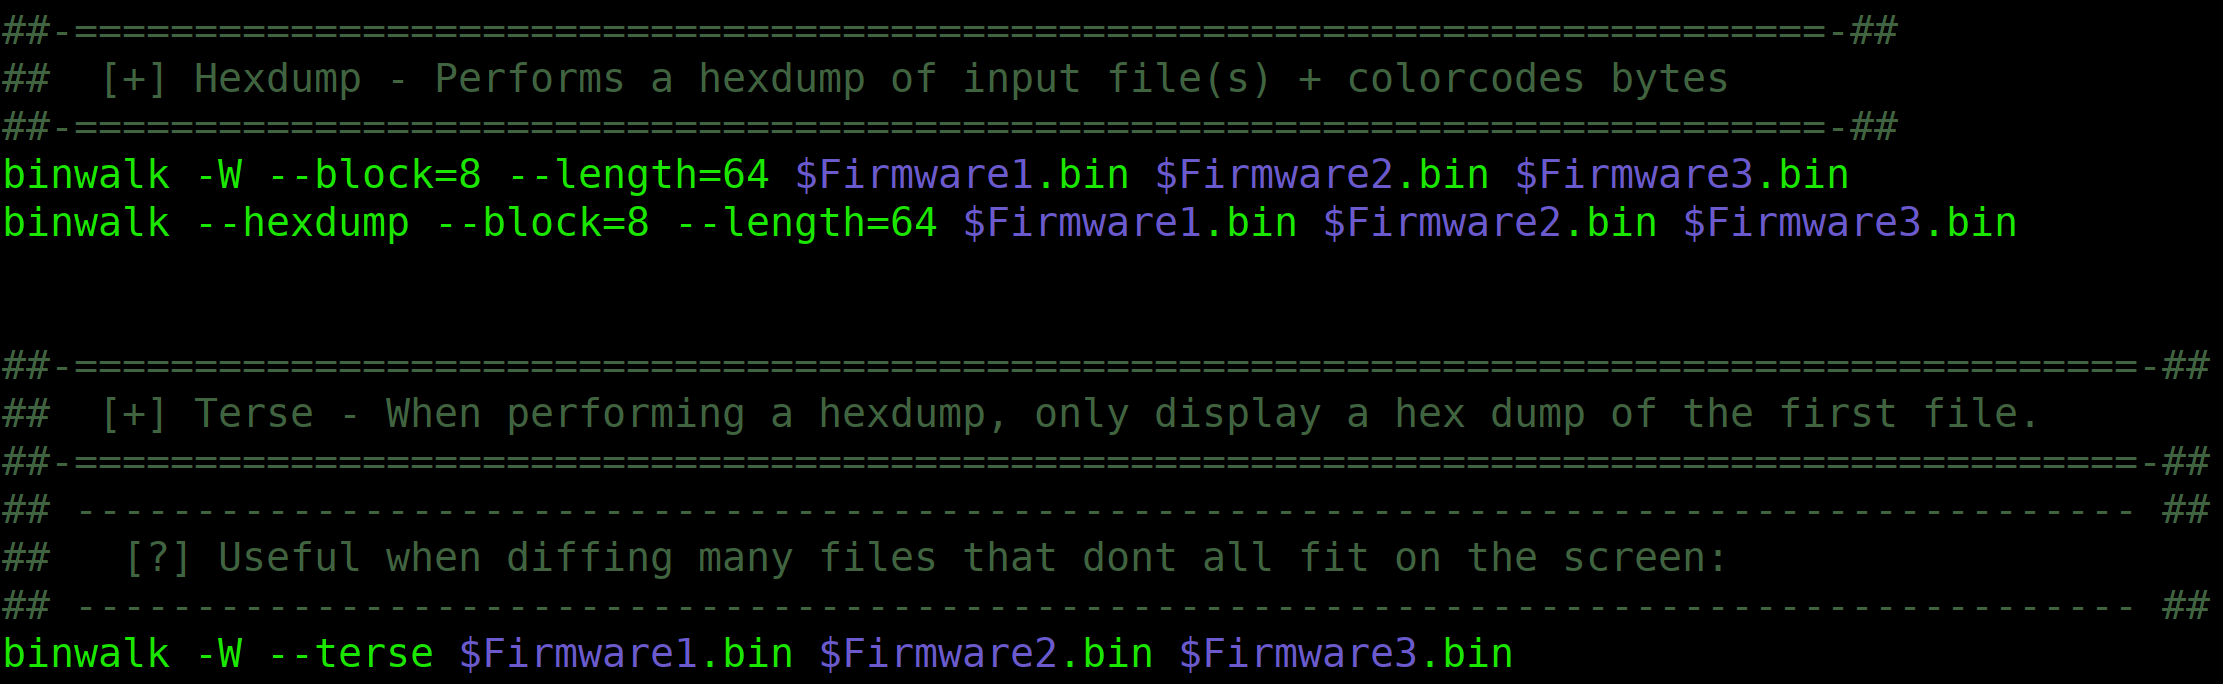 ##-=========================================================================-##
##  [+] Hexdump - Performs a hexdump of input file(s) + colorcodes bytes
##-=========================================================================-##
binwalk -W --block=8 --length=64 $Firmware1.bin $Firmware2.bin $Firmware3.bin
binwalk --hexdump --block=8 --length=64 $Firmware1.bin $Firmware2.bin $Firmware3.bin
##-======================================================================================-##
##  [+] Terse - When performing a hexdump, only display a hex dump of the first file.
##-======================================================================================-##
## -------------------------------------------------------------------------------------- ##
##   [?] Useful when diffing many files that dont all fit on the screen:
## -------------------------------------------------------------------------------------- ##
binwalk -W --terse $Firmware1.bin $Firmware2.bin $Firmware3.bin